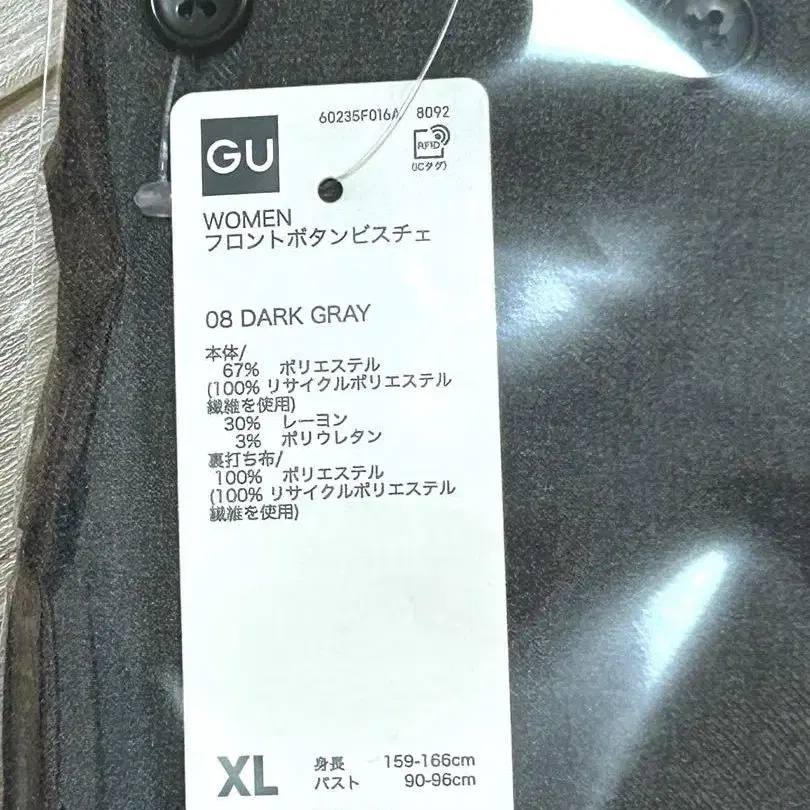 60235F016A 8092
GU
RFID
(ICタグ)
WOMEN
フロントボタンビスチェ
08 DARK GRAY
本体/
67% ポリエステル
(100% リサイクルポリエステル
繊維を使用)
30% レーヨン
3% ポリウレタン
裏打ち布/
100% ポリエステル
(100% リサイクルポリエステル
繊維を使用)
XL 身長 159-166cm
バスト 90-96cm